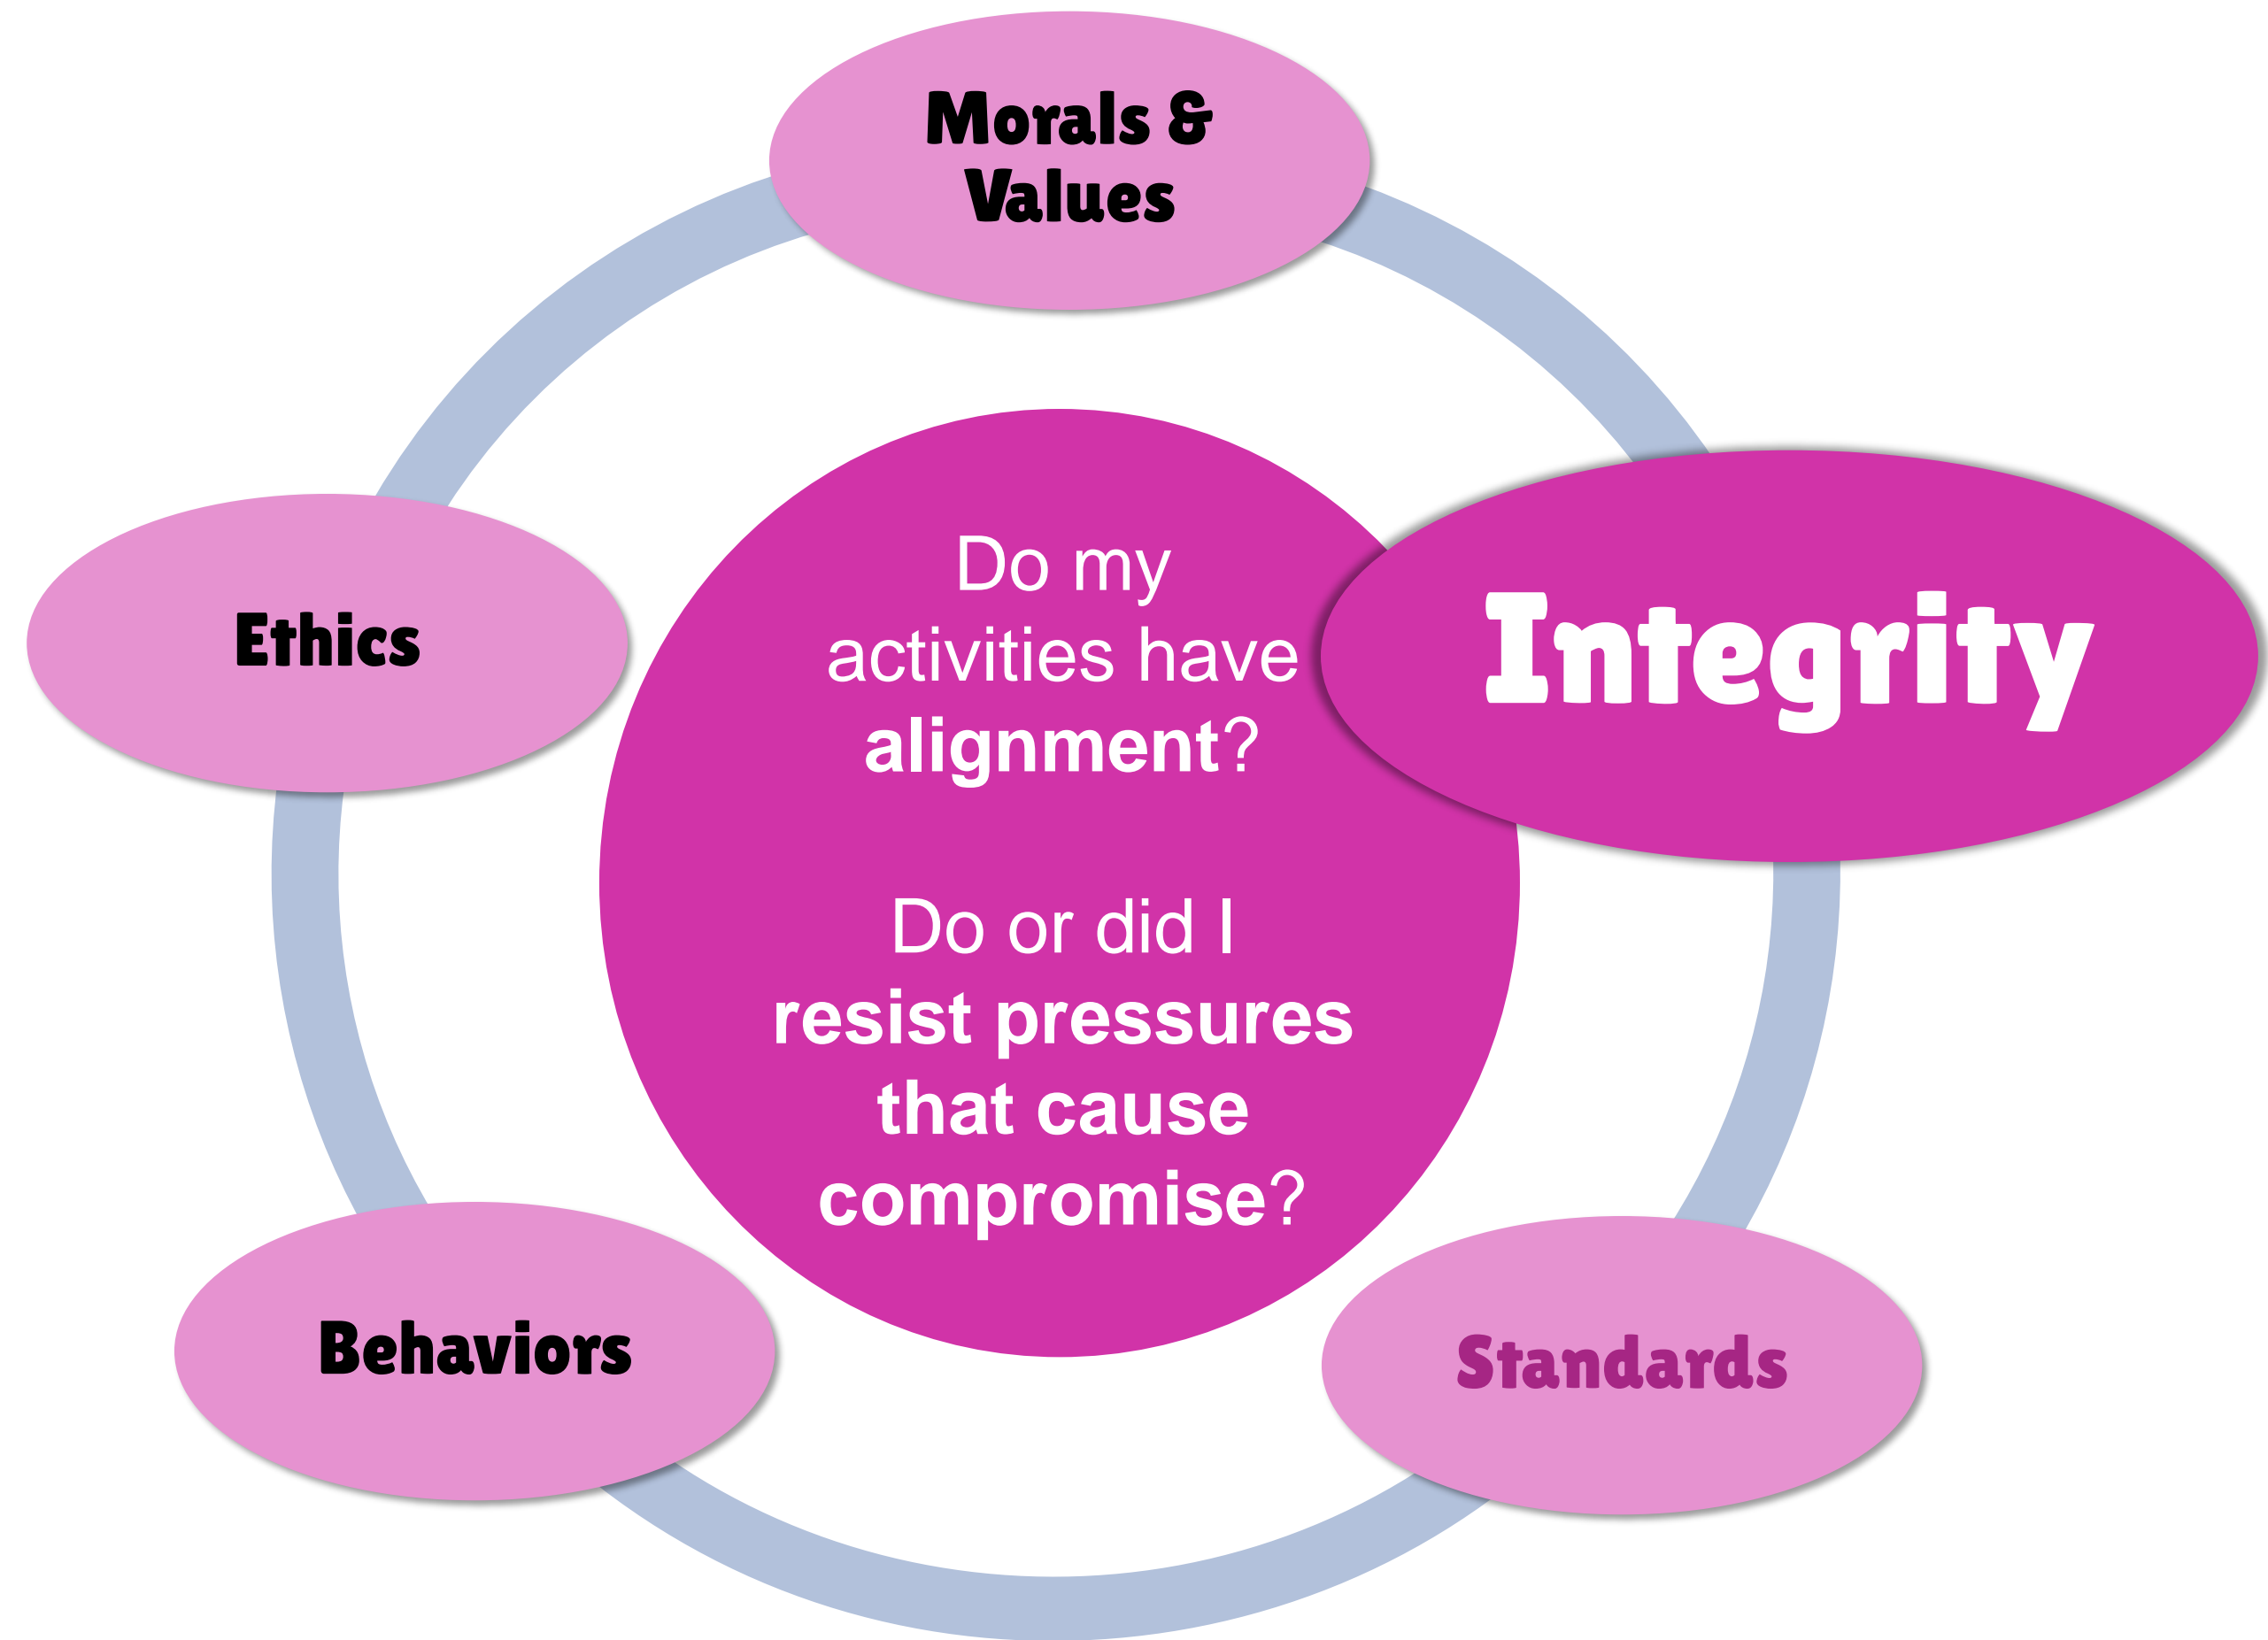 Morals &
Values
Ethics
Integrity
Do my
activities have
alignment?
Do or did I
resist pressures
that cause
compromise?
Behaviors
Standards